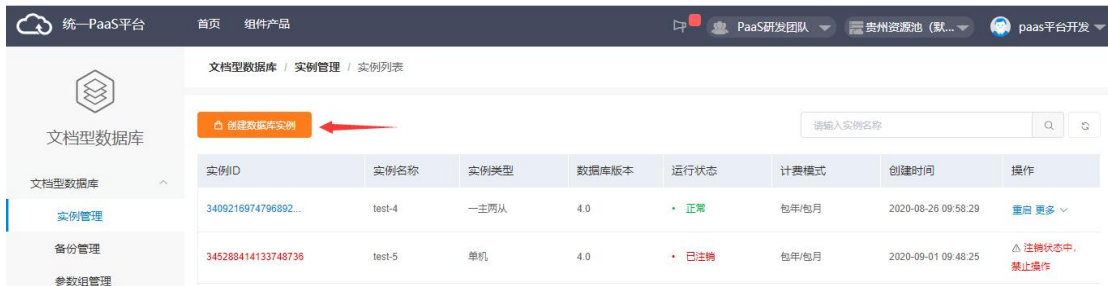 统一PaaS平台 首页 组件产品 PaaS研发团队 贵州资源池（默... paas平台开发
文档型数据库 / 实例管理 / 实例列表
文档型数据库
创建数据库实例 请输入实例名称
文档型数据库
实例管理
备份管理
参数组管理
实例ID 实例名称 实例类型 数据库版本 运行状态 计费模式 创建时间 操作
3409216974796892... test-4 一主两从 4.0 • 正常 包年/包月 2020-08-26 09:58:29 重启 更多
345288414133748736 test-5 单机 4.0 • 已注销 包年/包月 2020-09-01 09:48:25 注销状态中，
禁止操作